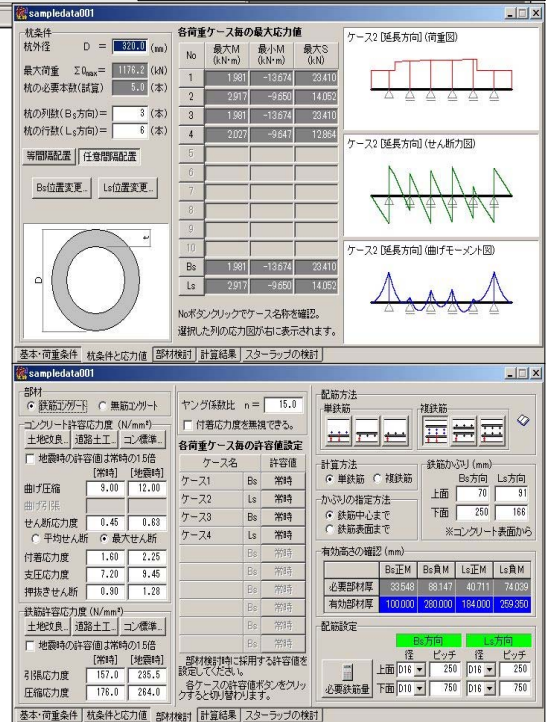 sampledata001
杭条件
杭外径 D = 320.0 (mm)
最大荷重 ΣQmax= 1176.2 (kN)
杭の必要本数(試算) 5.0 (本)
杭の列数(Bs方向)= 3 (本)
杭の行数(Ls方向)= 6 (本)
等間隔配置 任意間隔配置
Bs位置変更.. Ls位置変更..
D
各荷重ケース毎の最大応力値
No 最大M (kN·m) 最小M (kN·m) 最大S (kN)
1 1.981 -13.674 23.410
2 2.917 -9.650 14.052
3 1.981 -13.674 23.410
4 2.027 -9.647 12.864
5
6
7
8
9
10
Bs 1.981 -13.674 23.410
Ls 2.917 -9.650 14.052
Noボタンクリックでケース名称を確認。
選択した列の応力図が右に表示されます。
ケース2 [延長方向] (荷重図)
ケース2 [延長方向] (せん断力図)
ケース2 [延長方向] (曲げモーメント図)
基本・荷重条件 杭条件と応力値 部材検討 計算結果 スターラップの検討
sampledata001
部材
鉄筋コンクリート 無筋コンクリート
コンクリート許容応力度 (N/mm²)
土地改良.. 道路土工.. コン標準..
地震時の許容値は常時の1.5倍
[常時] [地震時]
曲げ圧縮 9.00 12.00
曲げ引張
せん断応力度 0.45 0.63
平均せん断 最大せん断
付着応力度 1.60 2.25
支圧応力度 7.20 9.45
押抜きせん断 0.90 1.28
鉄筋許容応力度 (N/mm²)
土地改良.. 道路土工.. コン標準..
地震時の許容値は常時の1.5倍
[常時] [地震時]
引張応力度 157.0 235.5
圧縮応力度 176.0 264.0
ヤング係数比 n = 15.0
付着応力度を無視できる。
各荷重ケース毎の許容値設定
ケース名 許容値
ケース1 Bs 常時
ケース2 Ls 常時
ケース3 Bs 常時
ケース4 Ls 常時
Bs 常時
Bs 常時
Bs 常時
Bs 常時
Bs 常時
Bs 常時
部材検討時に採用する許容値を
設定してください。
各ケースの許容値ボタンをクリッ
クすると切り替わります。
配筋方法
単鉄筋 複鉄筋
計算方法
単鉄筋 複鉄筋
かぶりの指定方法
鉄筋中心まで
鉄筋表面まで
鉄筋かぶり (mm)
Bs方向 Ls方向
上面 70 91
下面 250 166
※コンクリート表面から
有効高さの確認 (mm)
Bs正M Bs負M Ls正M Ls負M
必要部材厚 33.548 88.147 40.711 74.039
有効部材厚 100.000 280.000 184.000 259.350
配筋設定
Bs方向 Ls方向
径 ピッチ 径 ピッチ
上面 D16 250 D16 250
必要鉄筋量 下面 D10 750 D16 750
基本・荷重条件 杭条件と応力値 部材検討 計算結果 スターラップの検討